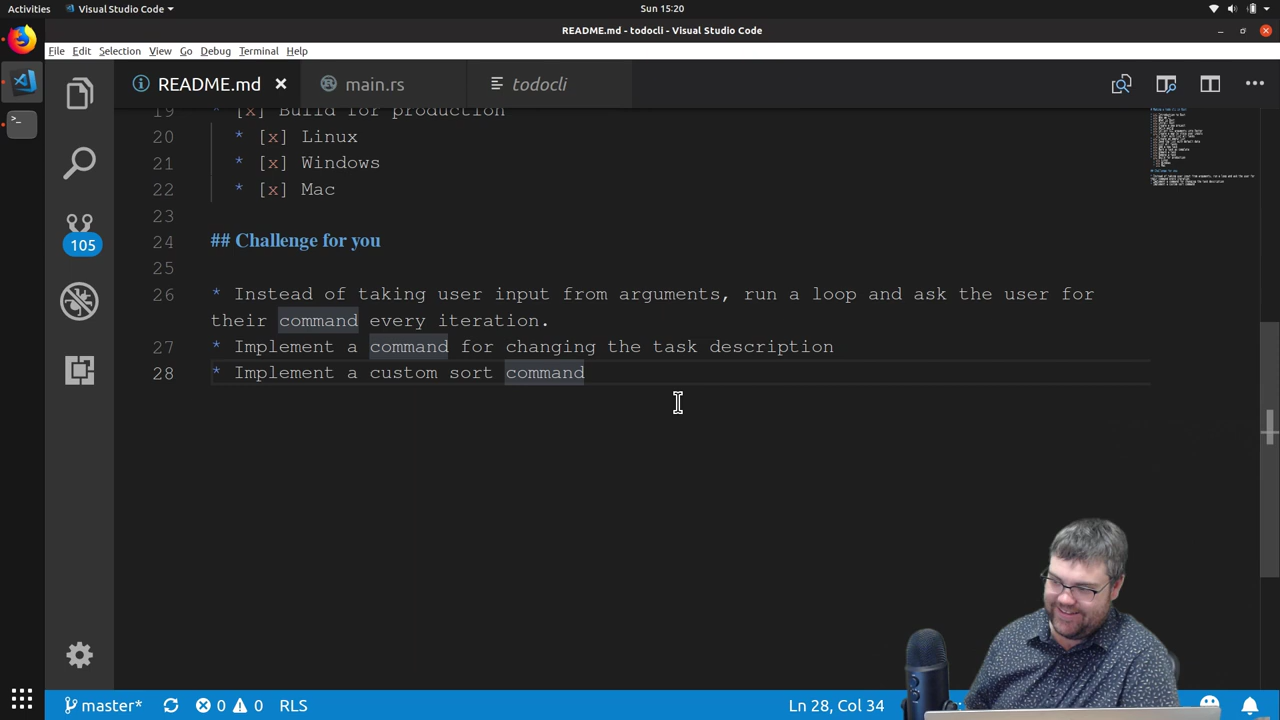 Activities Visual Studio Code Sun 15:20
README.md - todocli - Visual Studio Code
File Edit Selection View Go Debug Terminal Help
README.md main.rs todocli
19 * [x] Build for production
20 * [x] Linux
21 * [x] Windows
22 * [x] Mac
23
24 ## Challenge for you
25
26 * Instead of taking user input from arguments, run a loop and ask the user for
their command every iteration.
27 * Implement a command for changing the task description
28 * Implement a custom sort command
105
master* 0 0 RLS Ln 28, Col 34